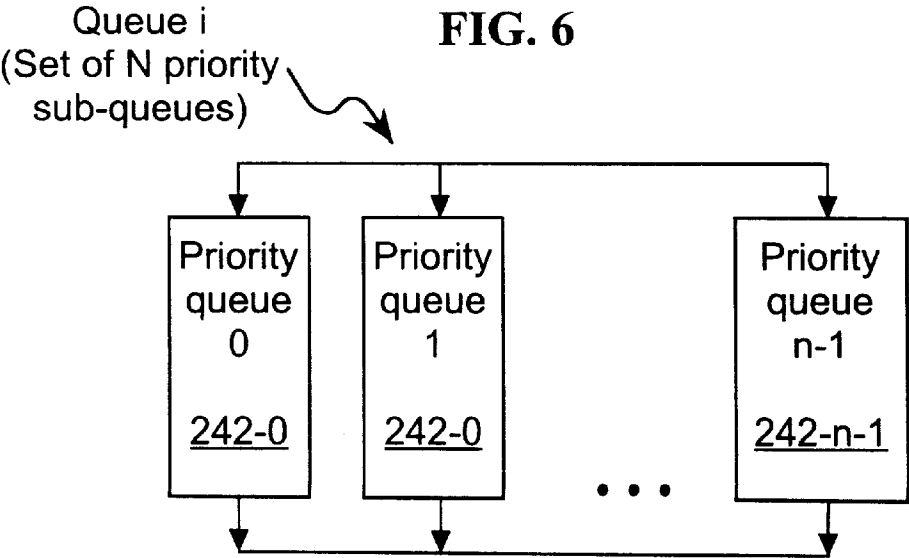 Queue i
(Set of N priority
sub-queues)
FIG. 6
Priority
queue
0
242-0
Priority
queue
1
242-0
Priority
queue
n-1
242-n-1